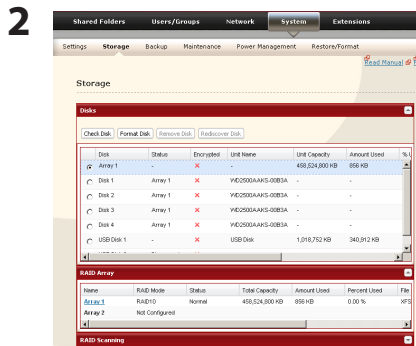 2
Shared Folders Users/Groups Network System Extensions
Settings Storage Backup Maintenance Power Management Restore/Format
Read Manual
Storage
Disks
Check Disk Format Disk Remove Disk Rediscover Disk
Disk Status Encrypted Unit Name Unit Capacity Amount Used % U
Array 1 - - 458,524,800 KB 856 KB
Disk 1 Array 1 WD2500AAKS-00B3A - -
Disk 2 Array 1 WD2500AAKS-00B3A - -
Disk 3 Array 1 WD2500AAKS-00B3A - -
Disk 4 Array 1 WD2500AAKS-00B3A - -
USB Disk 1 - USB Disk 1,018,752 KB 340,912 KB
RAID Array
Name RAID Mode Status Total Capacity Amount Used Percent Used File
Array 1 RAID10 Normal 458,524,800 KB 856 KB 0.00 % XFS
Array 2 Not Configured
RAID Scanning